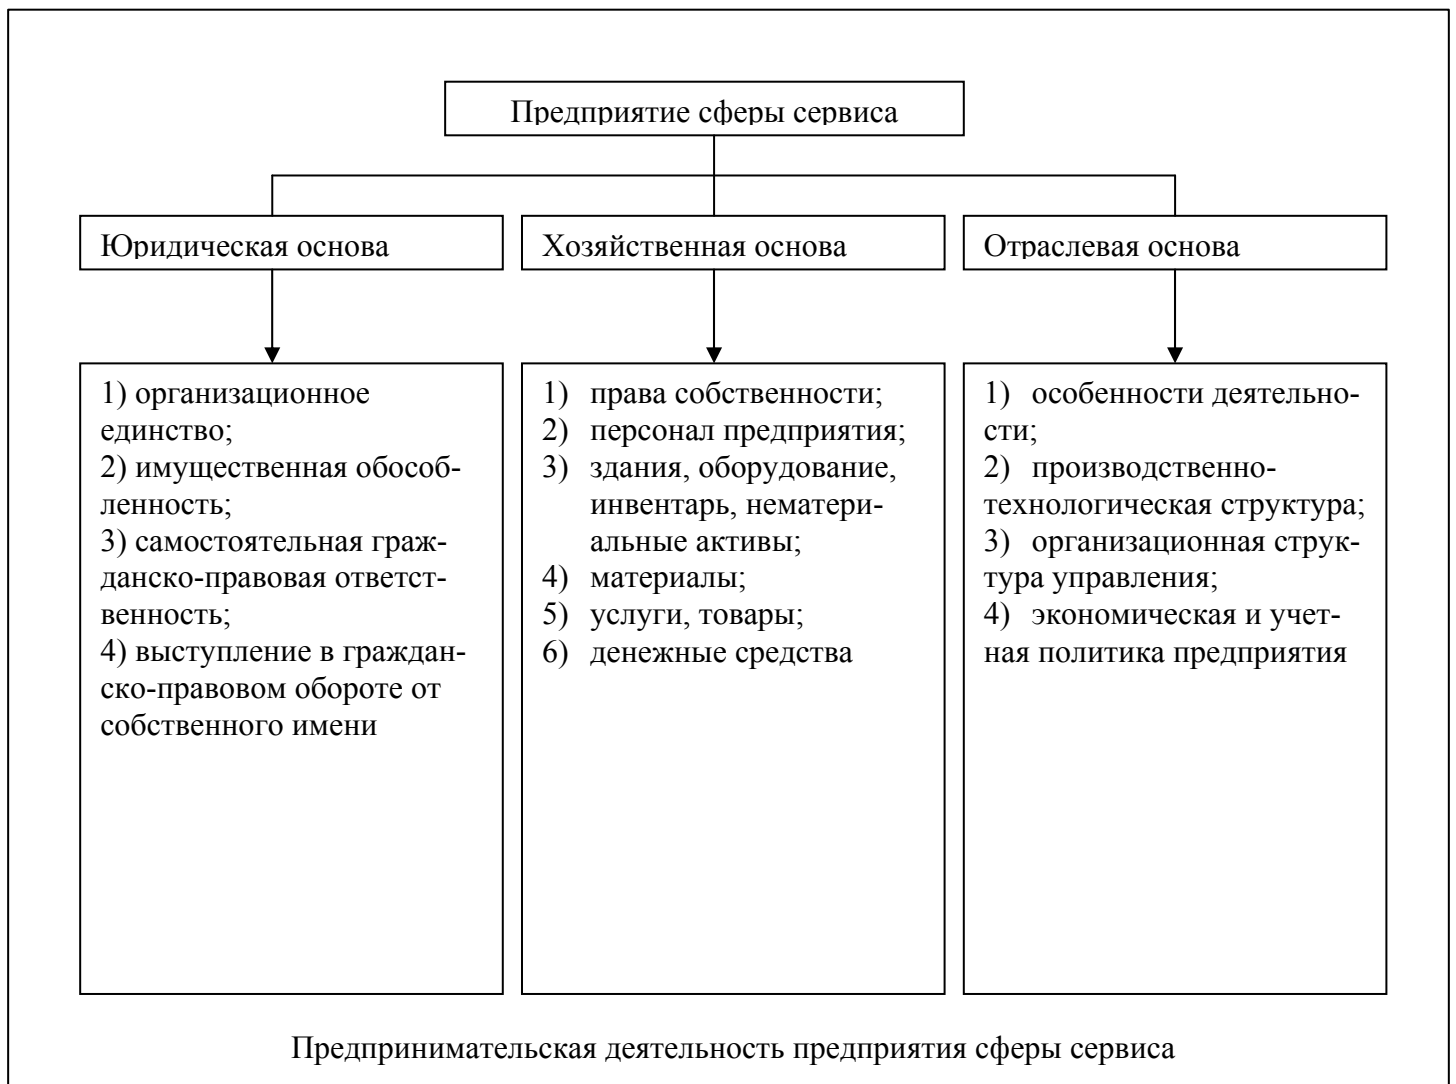 Предприятие сферы сервиса
Юридическая основа
Хозяйственная основа
Отраслевая основа
1) организационное
единство;
2) имущественная обособ-
ленность;
3) самостоятельная граж-
данско-правовая ответст-
венность;
4) выступление в граждан-
ско-правовом обороте от
собственного имени
1) права собственности;
2) персонал предприятия;
3) здания, оборудование,
инвентарь, нематери-
альные активы;
4) материалы;
5) услуги, товары;
6) денежные средства
1) особенности деятельно-
сти;
2) производственно-
технологическая структура;
3) организационная струк-
тура управления;
4) экономическая и учет-
ная политика предприятия
Предпринимательская деятельность предприятия сферы сервиса